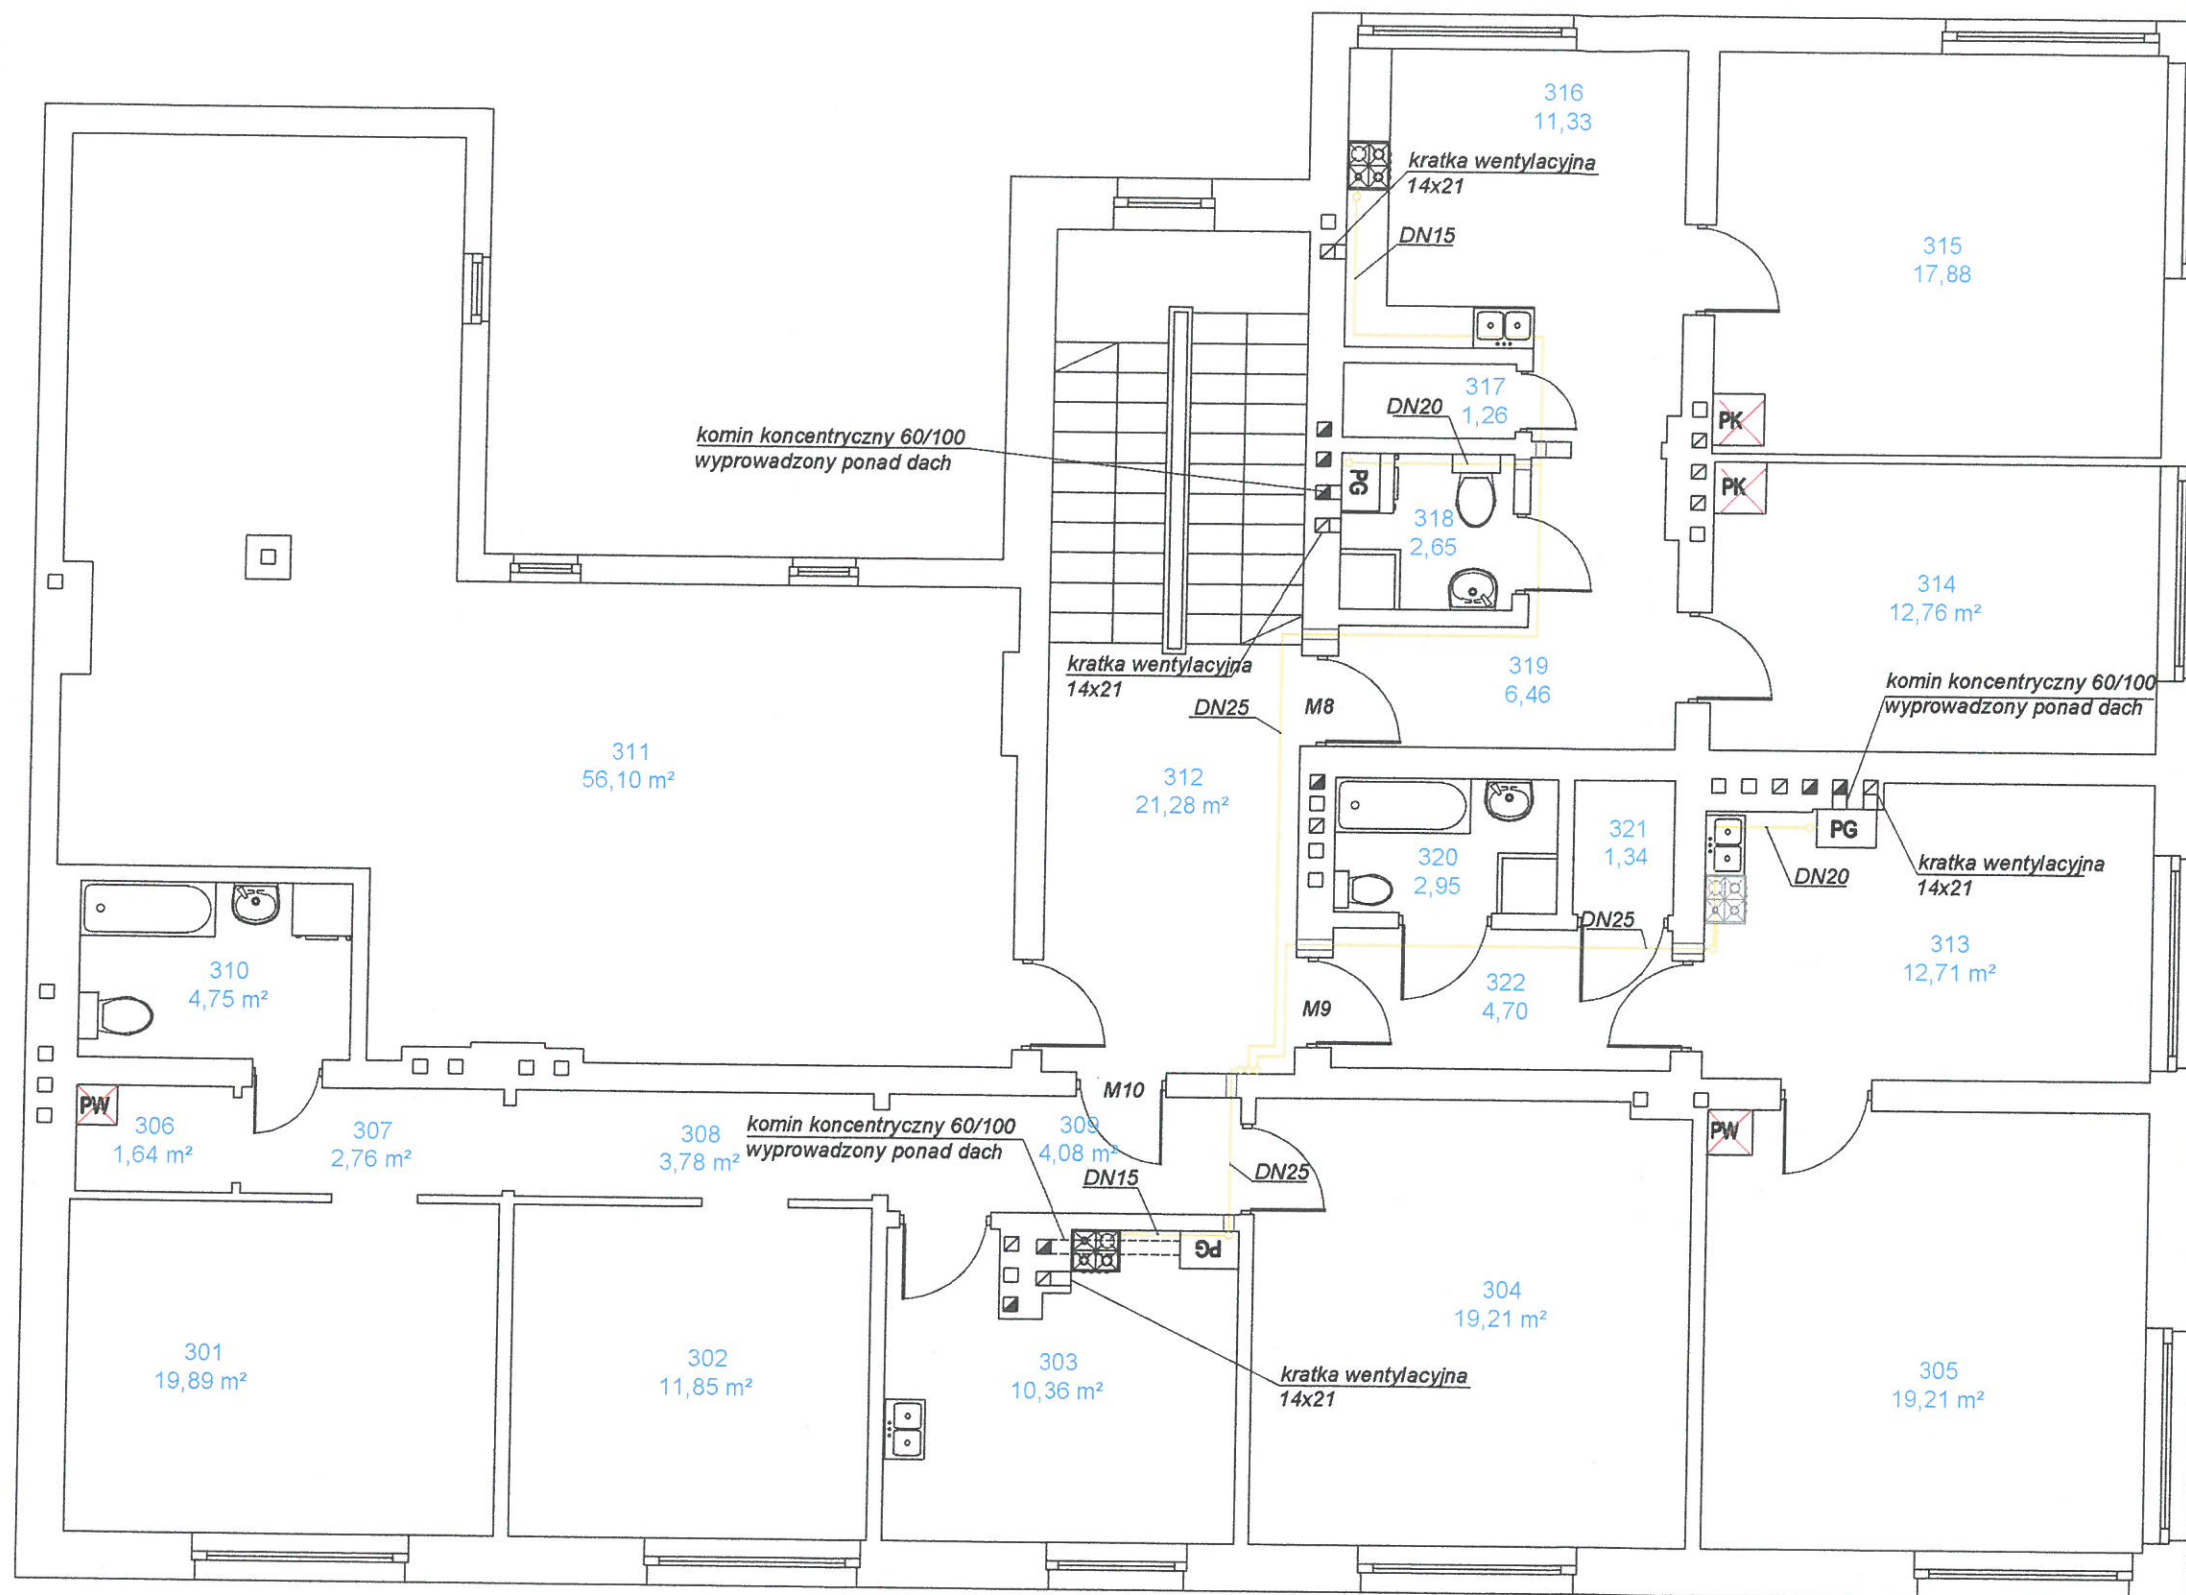 316
11,33
kratka wentylacyjna
14x21
DN15
315
17,88
317
1,26
DN20
PK
komin koncentryczny 60/100
wyprowadzony ponad dach
PG
PK
318
2,65
314
12,76 m²
kratka wentylacyjna
14x21
319
6,46
DN25
M8
komin koncentryczny 60/100
wyprowadzony ponad dach
311
56,10 m²
312
21,28 m²
321
1,34
PG
320
2,95
kratka wentylacyjna
14x21
DN20
DN25
313
12,71 m²
310
4,75 m²
322
4,70
M9
M10
PW
306
1,64 m²
307
2,76 m²
308
3,78 m²
komin koncentryczny 60/100
wyprowadzony ponad dach
309
4,08 m²
PW
DN15
DN25
PG
304
19,21 m²
301
19,89 m²
302
11,85 m²
303
10,36 m²
kratka wentylacyjna
14x21
305
19,21 m²